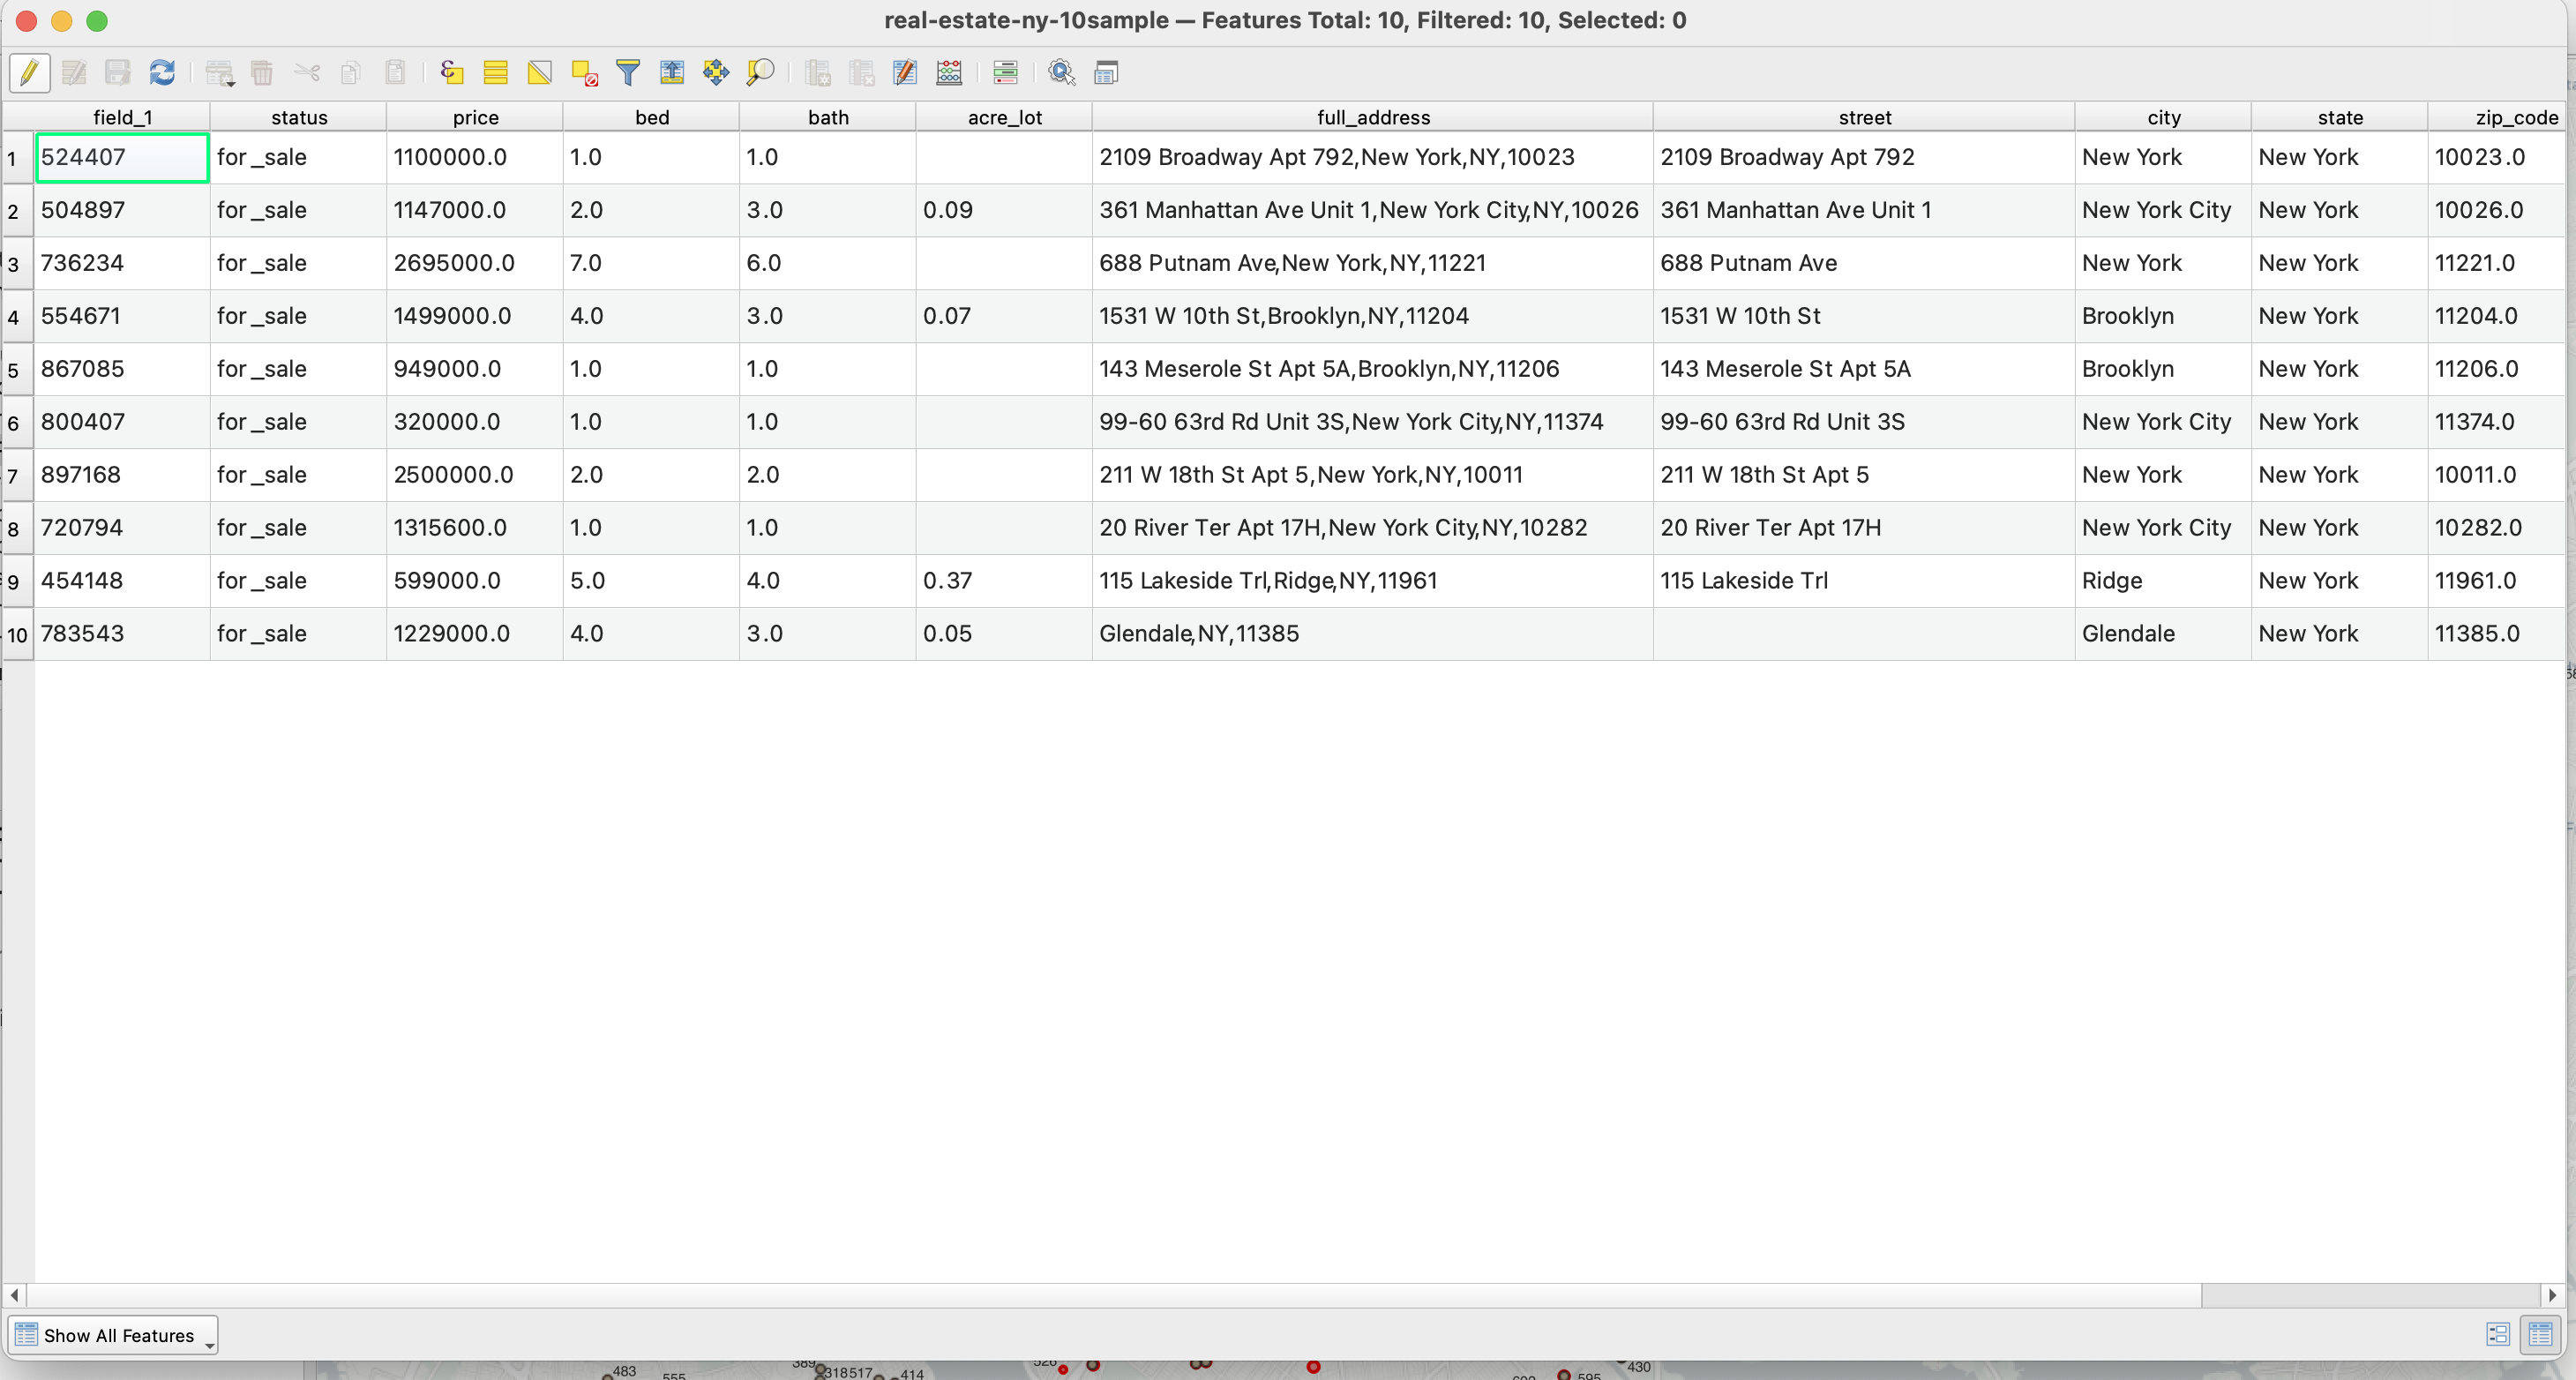 real-estate-ny-10sample — Features Total: 10, Filtered: 10, Selected: 0
field_1 status price bed bath acre_lot full_address street city state zip_code
1 524407 for_sale 1100000.0 1.0 1.0 2109 Broadway Apt 792,New York,NY,10023 2109 Broadway Apt 792 New York New York 10023.0
2 504897 for_sale 1147000.0 2.0 3.0 0.09 361 Manhattan Ave Unit 1,New York City,NY,10026 361 Manhattan Ave Unit 1 New York City New York 10026.0
3 736234 for_sale 2695000.0 7.0 6.0 688 Putnam Ave,New York,NY,11221 688 Putnam Ave New York New York 11221.0
4 554671 for_sale 1499000.0 4.0 3.0 0.07 1531 W 10th St,Brooklyn,NY,11204 1531 W 10th St Brooklyn New York 11204.0
5 867085 for_sale 949000.0 1.0 1.0 143 Meserole St Apt 5A,Brooklyn,NY,11206 143 Meserole St Apt 5A Brooklyn New York 11206.0
6 800407 for_sale 320000.0 1.0 1.0 99-60 63rd Rd Unit 3S,New York City,NY,11374 99-60 63rd Rd Unit 3S New York City New York 11374.0
7 897168 for_sale 2500000.0 2.0 2.0 211 W 18th St Apt 5,New York,NY,10011 211 W 18th St Apt 5 New York New York 10011.0
8 720794 for_sale 1315600.0 1.0 1.0 20 River Ter Apt 17H,New York City,NY,10282 20 River Ter Apt 17H New York City New York 10282.0
9 454148 for_sale 599000.0 5.0 4.0 0.37 115 Lakeside Trl,Ridge,NY,11961 115 Lakeside Trl Ridge New York 11961.0
10 783543 for_sale 1229000.0 4.0 3.0 0.05 Glendale,NY,11385 Glendale New York 11385.0
Show All Features
483 389 318517 414 430